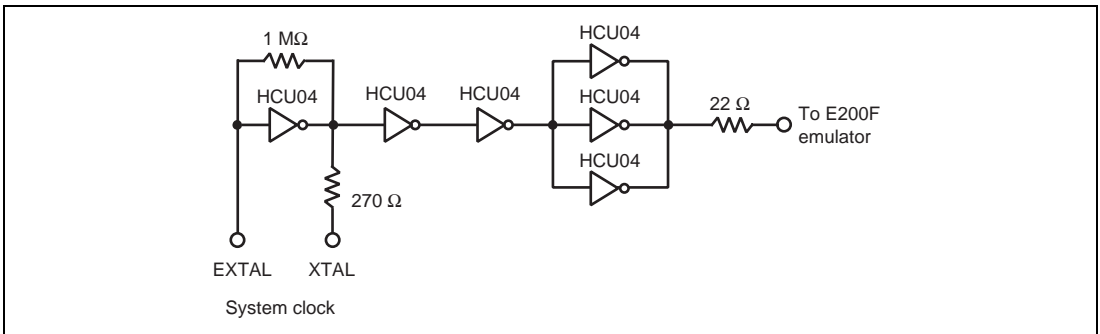 HCU04
1 MΩ
HCU04
HCU04
HCU04
HCU04
22 Ω
To E200F
emulator
HCU04
270 Ω
EXTAL
XTAL
System clock